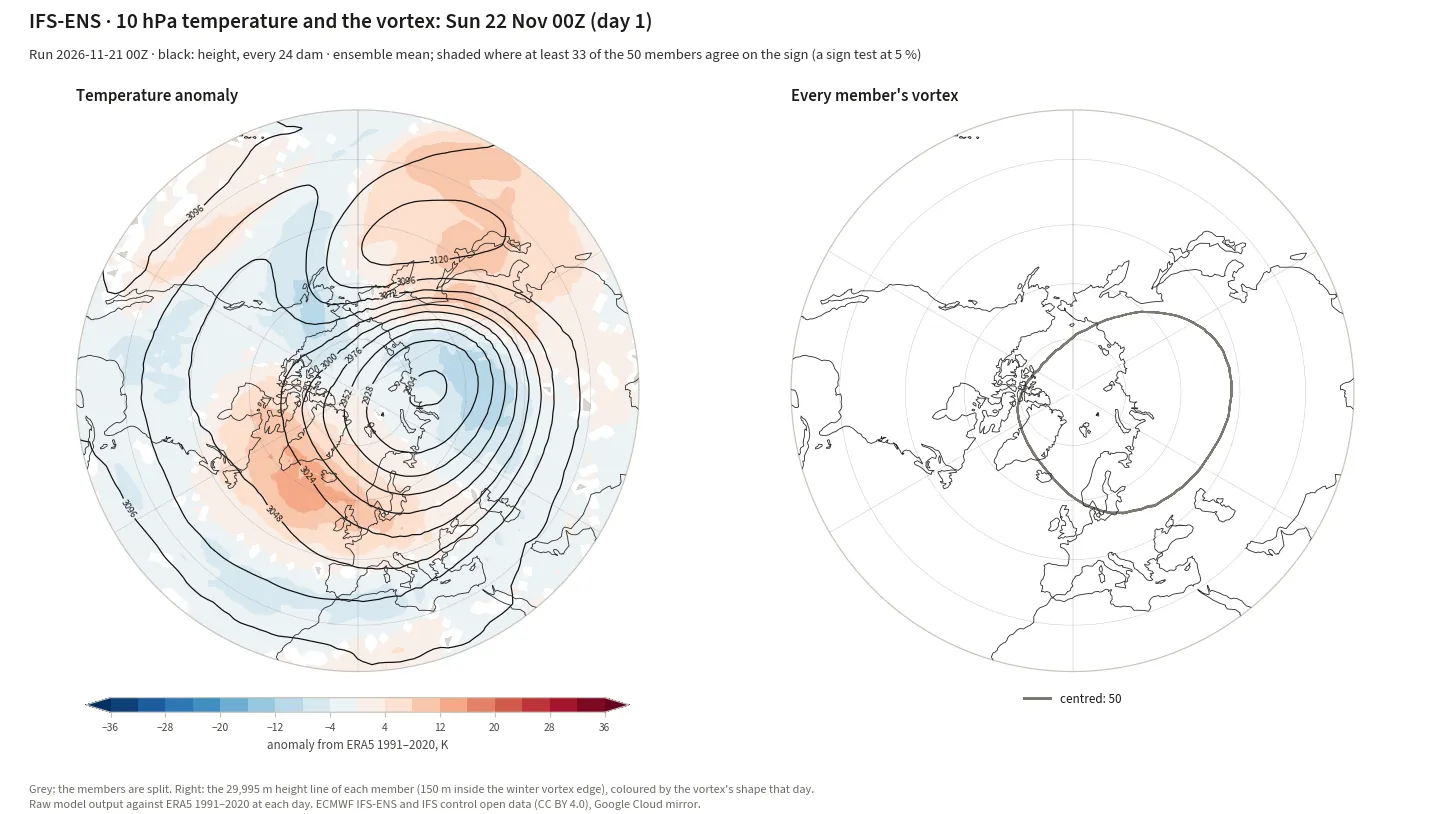 IFS-ENS · 10 hPa temperature and the vortex: Sun 22 Nov 00Z (day 1)
Run 2026-11-21 00Z · black: height, every 24 dam · ensemble mean; shaded where at least 33 of the 50 members agree on the sign (a sign test at 5 %)
Temperature anomaly
Every member's vortex
3096
3120
3096
3072
3000
2976
2952
2928
2904
3024
3048
3096
centred: 50
−36 −28 −20 −12 −4 4 12 20 28 36
anomaly from ERA5 1991–2020, K
Grey: the members are split. Right: the 29,995 m height line of each member (150 m inside the winter vortex edge), coloured by the vortex's shape that day.
Raw model output against ERA5 1991–2020 at each day. ECMWF IFS-ENS and IFS control open data (CC BY 4.0), Google Cloud mirror.